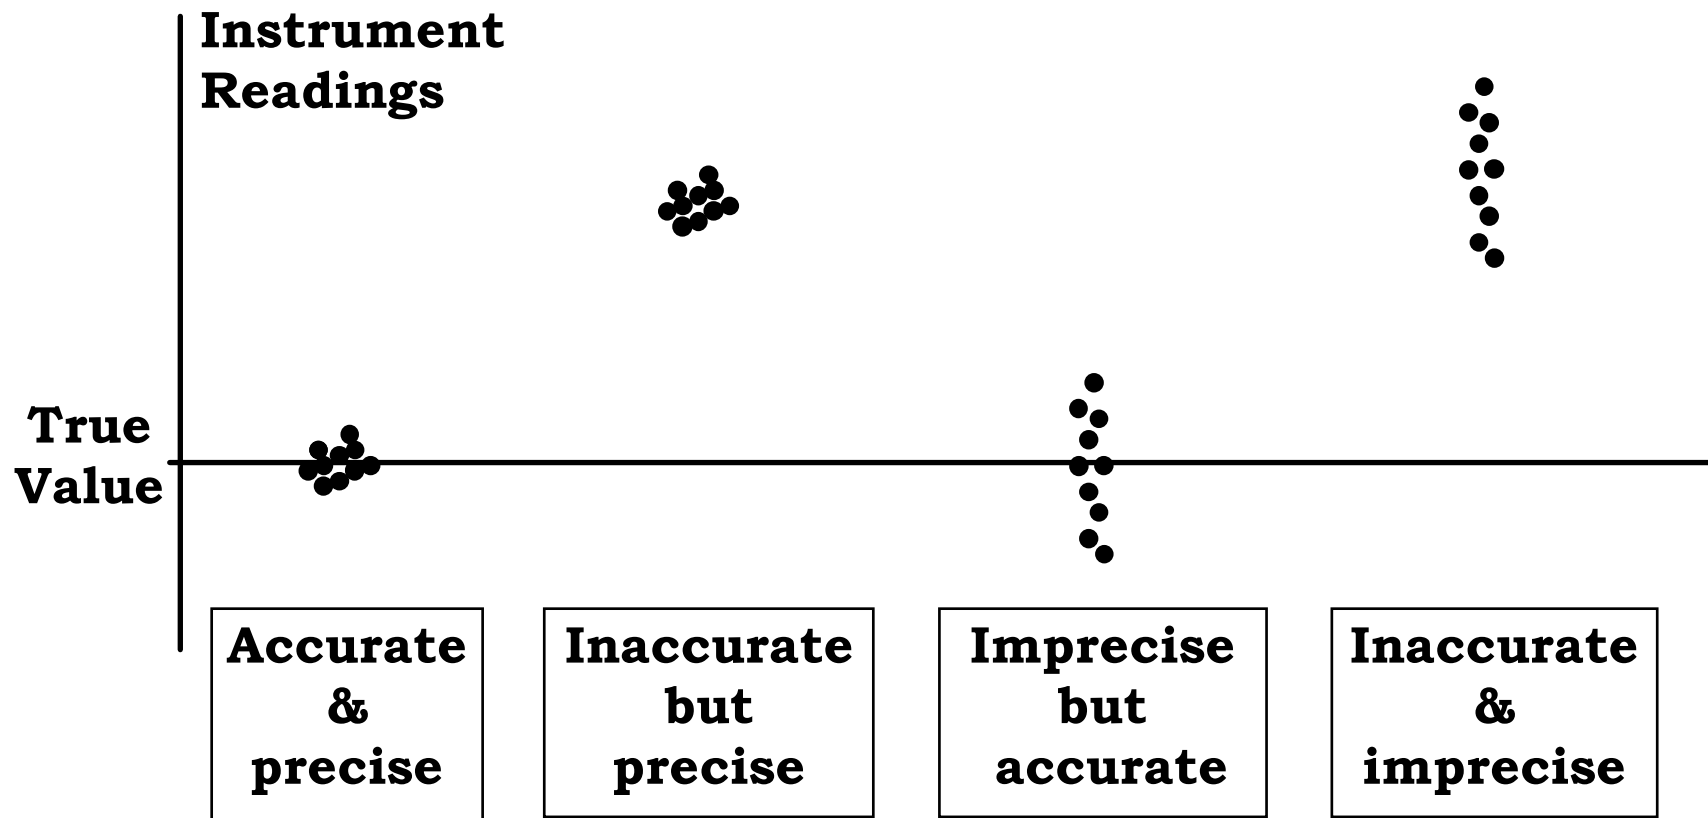 Instrument
Readings
True
Value
Accurate
&
precise
Inaccurate
but
precise
Imprecise
but
accurate
Inaccurate
&
imprecise